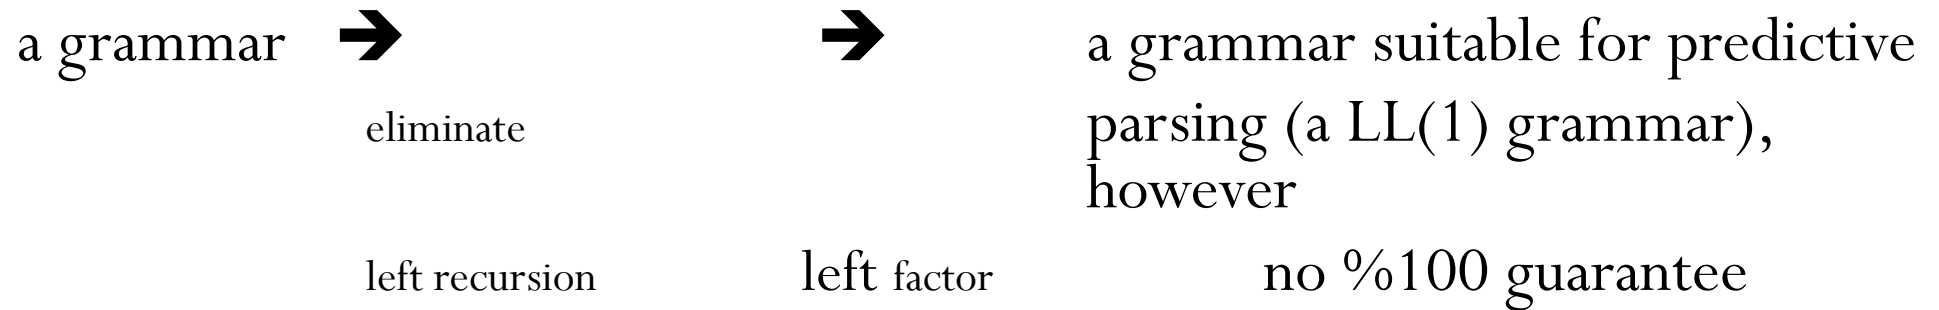 a grammar ➔ ➔ a grammar suitable for predictive
eliminate parsing (a LL(1) grammar),
however
left recursion left factor no %100 guarantee